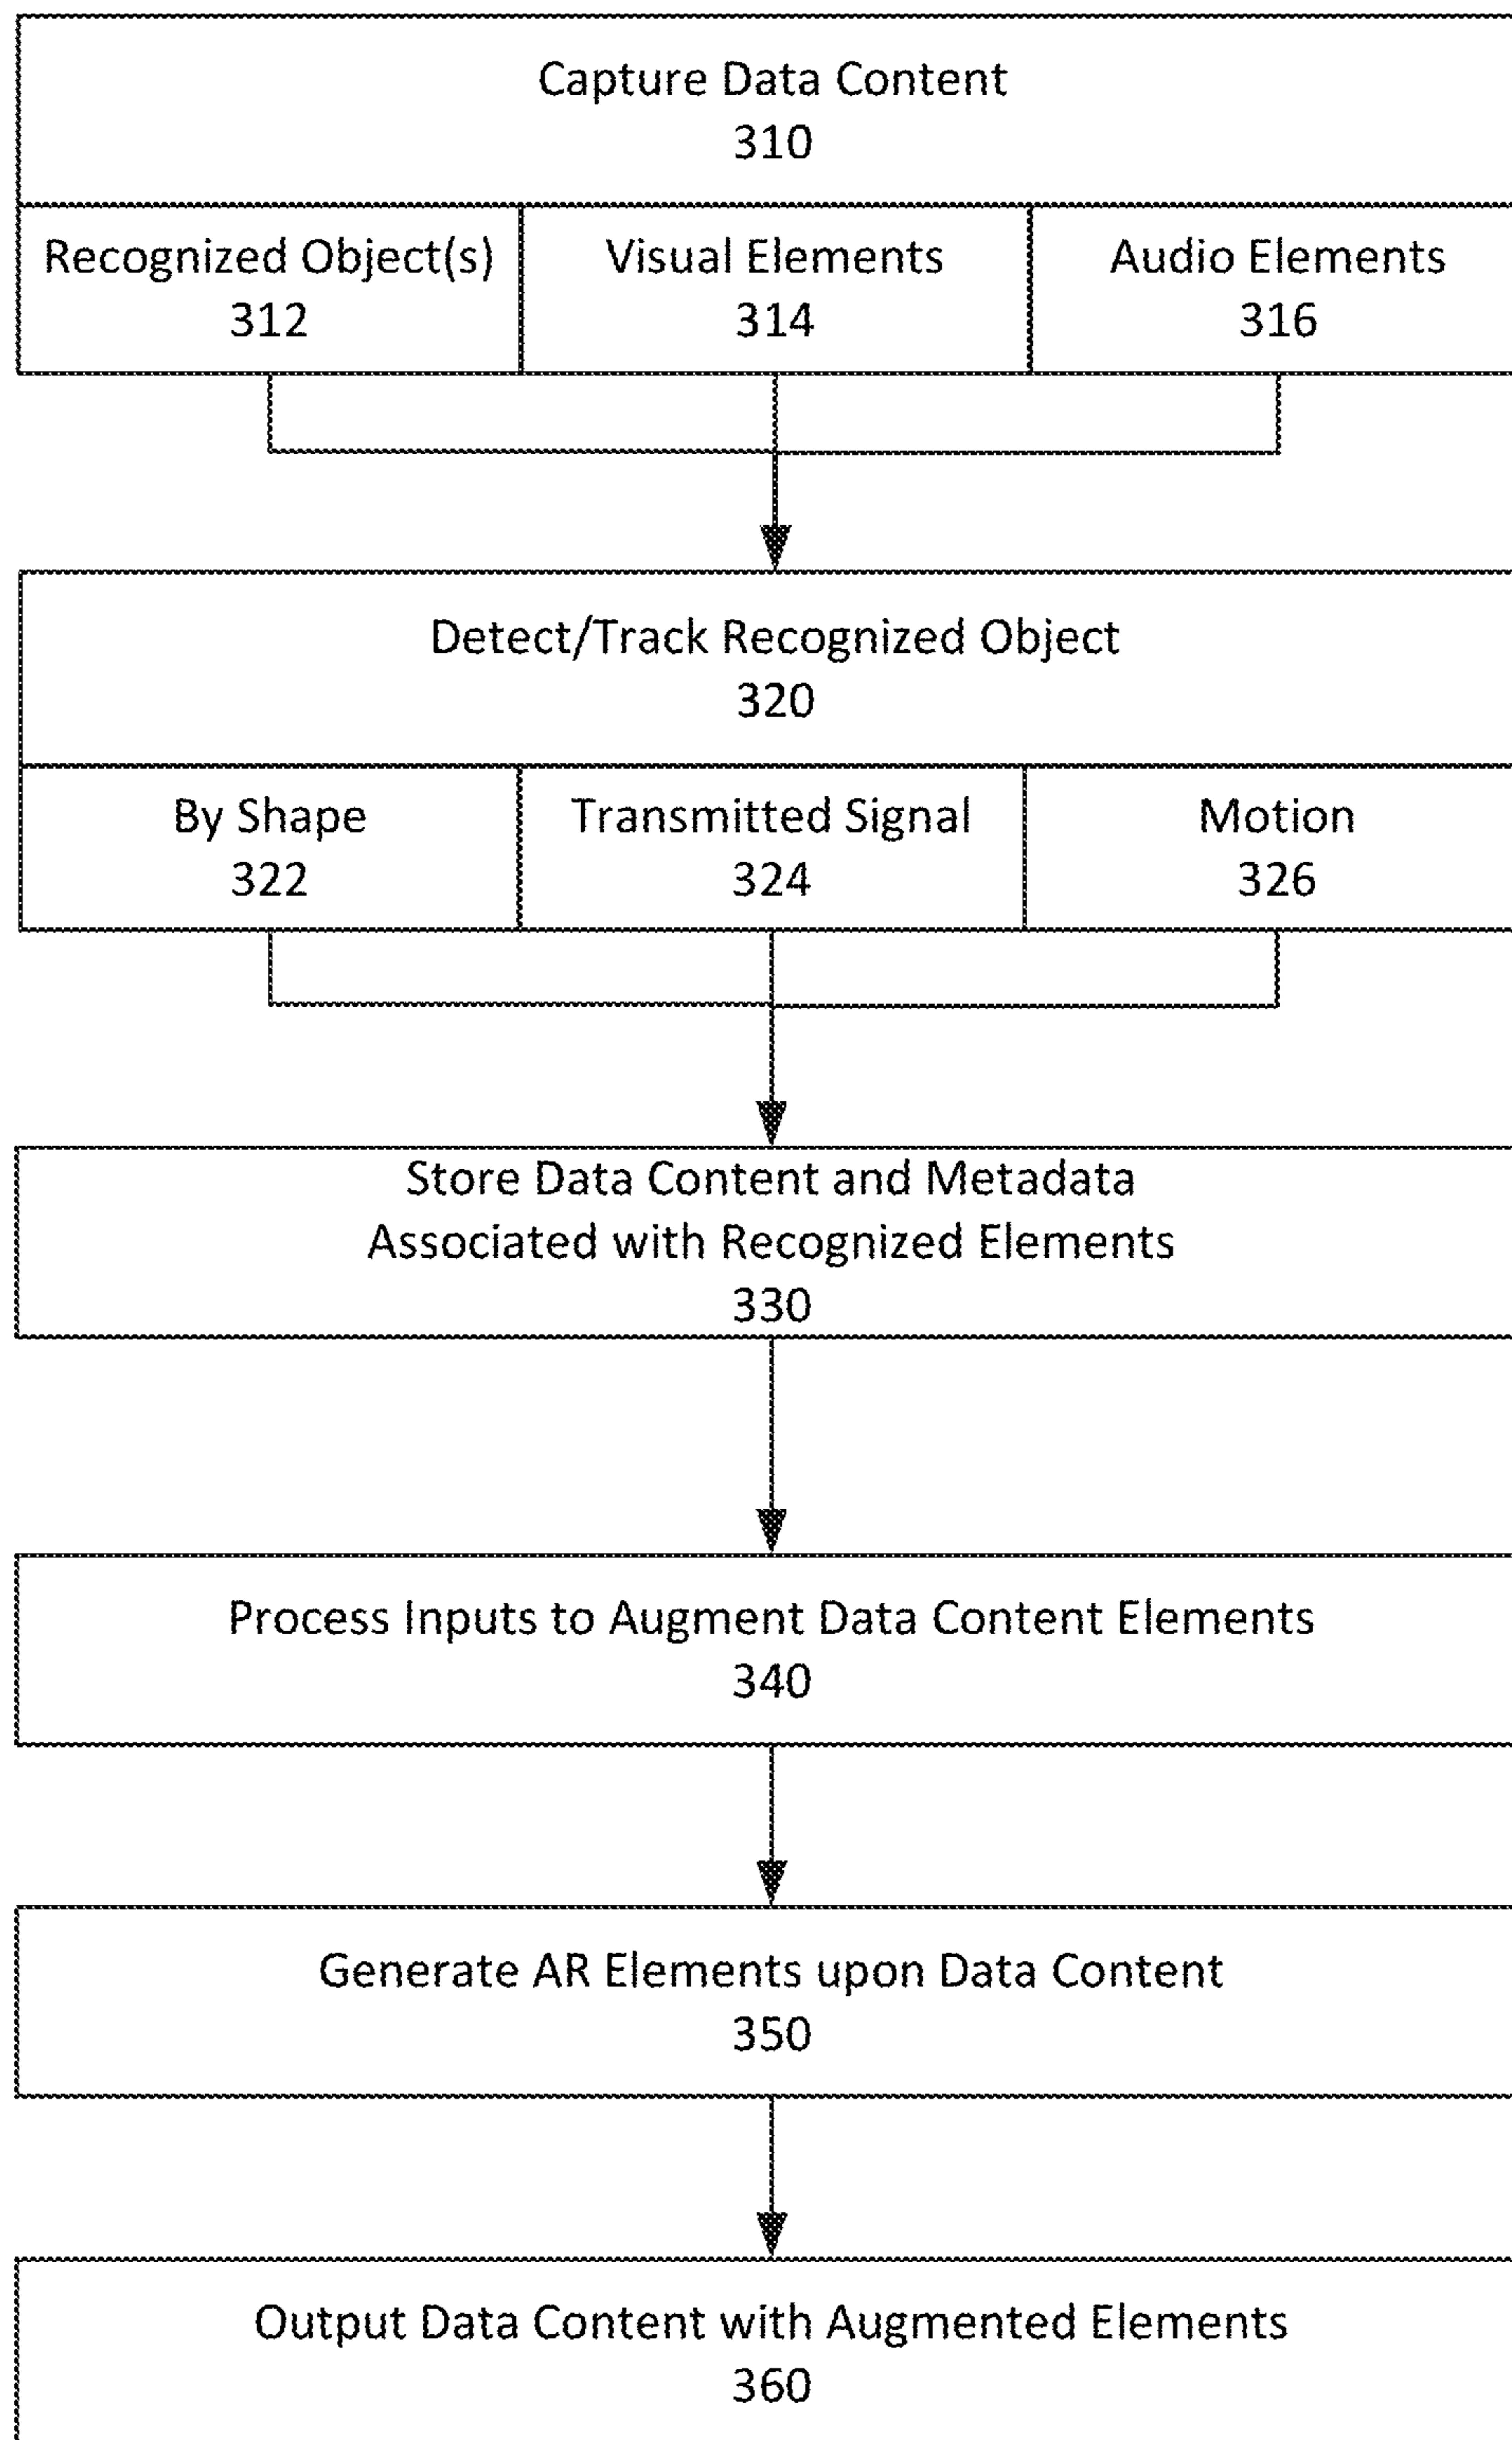 Capture Data Content
310
Recognized Object(s)
312
Visual Elements
314
Audio Elements
316
Detect/Track Recognized Object
320
By Shape
322
Transmitted Signal
324
Motion
326
Store Data Content and Metadata
Associated with Recognized Elements
330
Process Inputs to Augment Data Content Elements
340
Generate AR Elements upon Data Content
350
Output Data Content with Augmented Elements
360